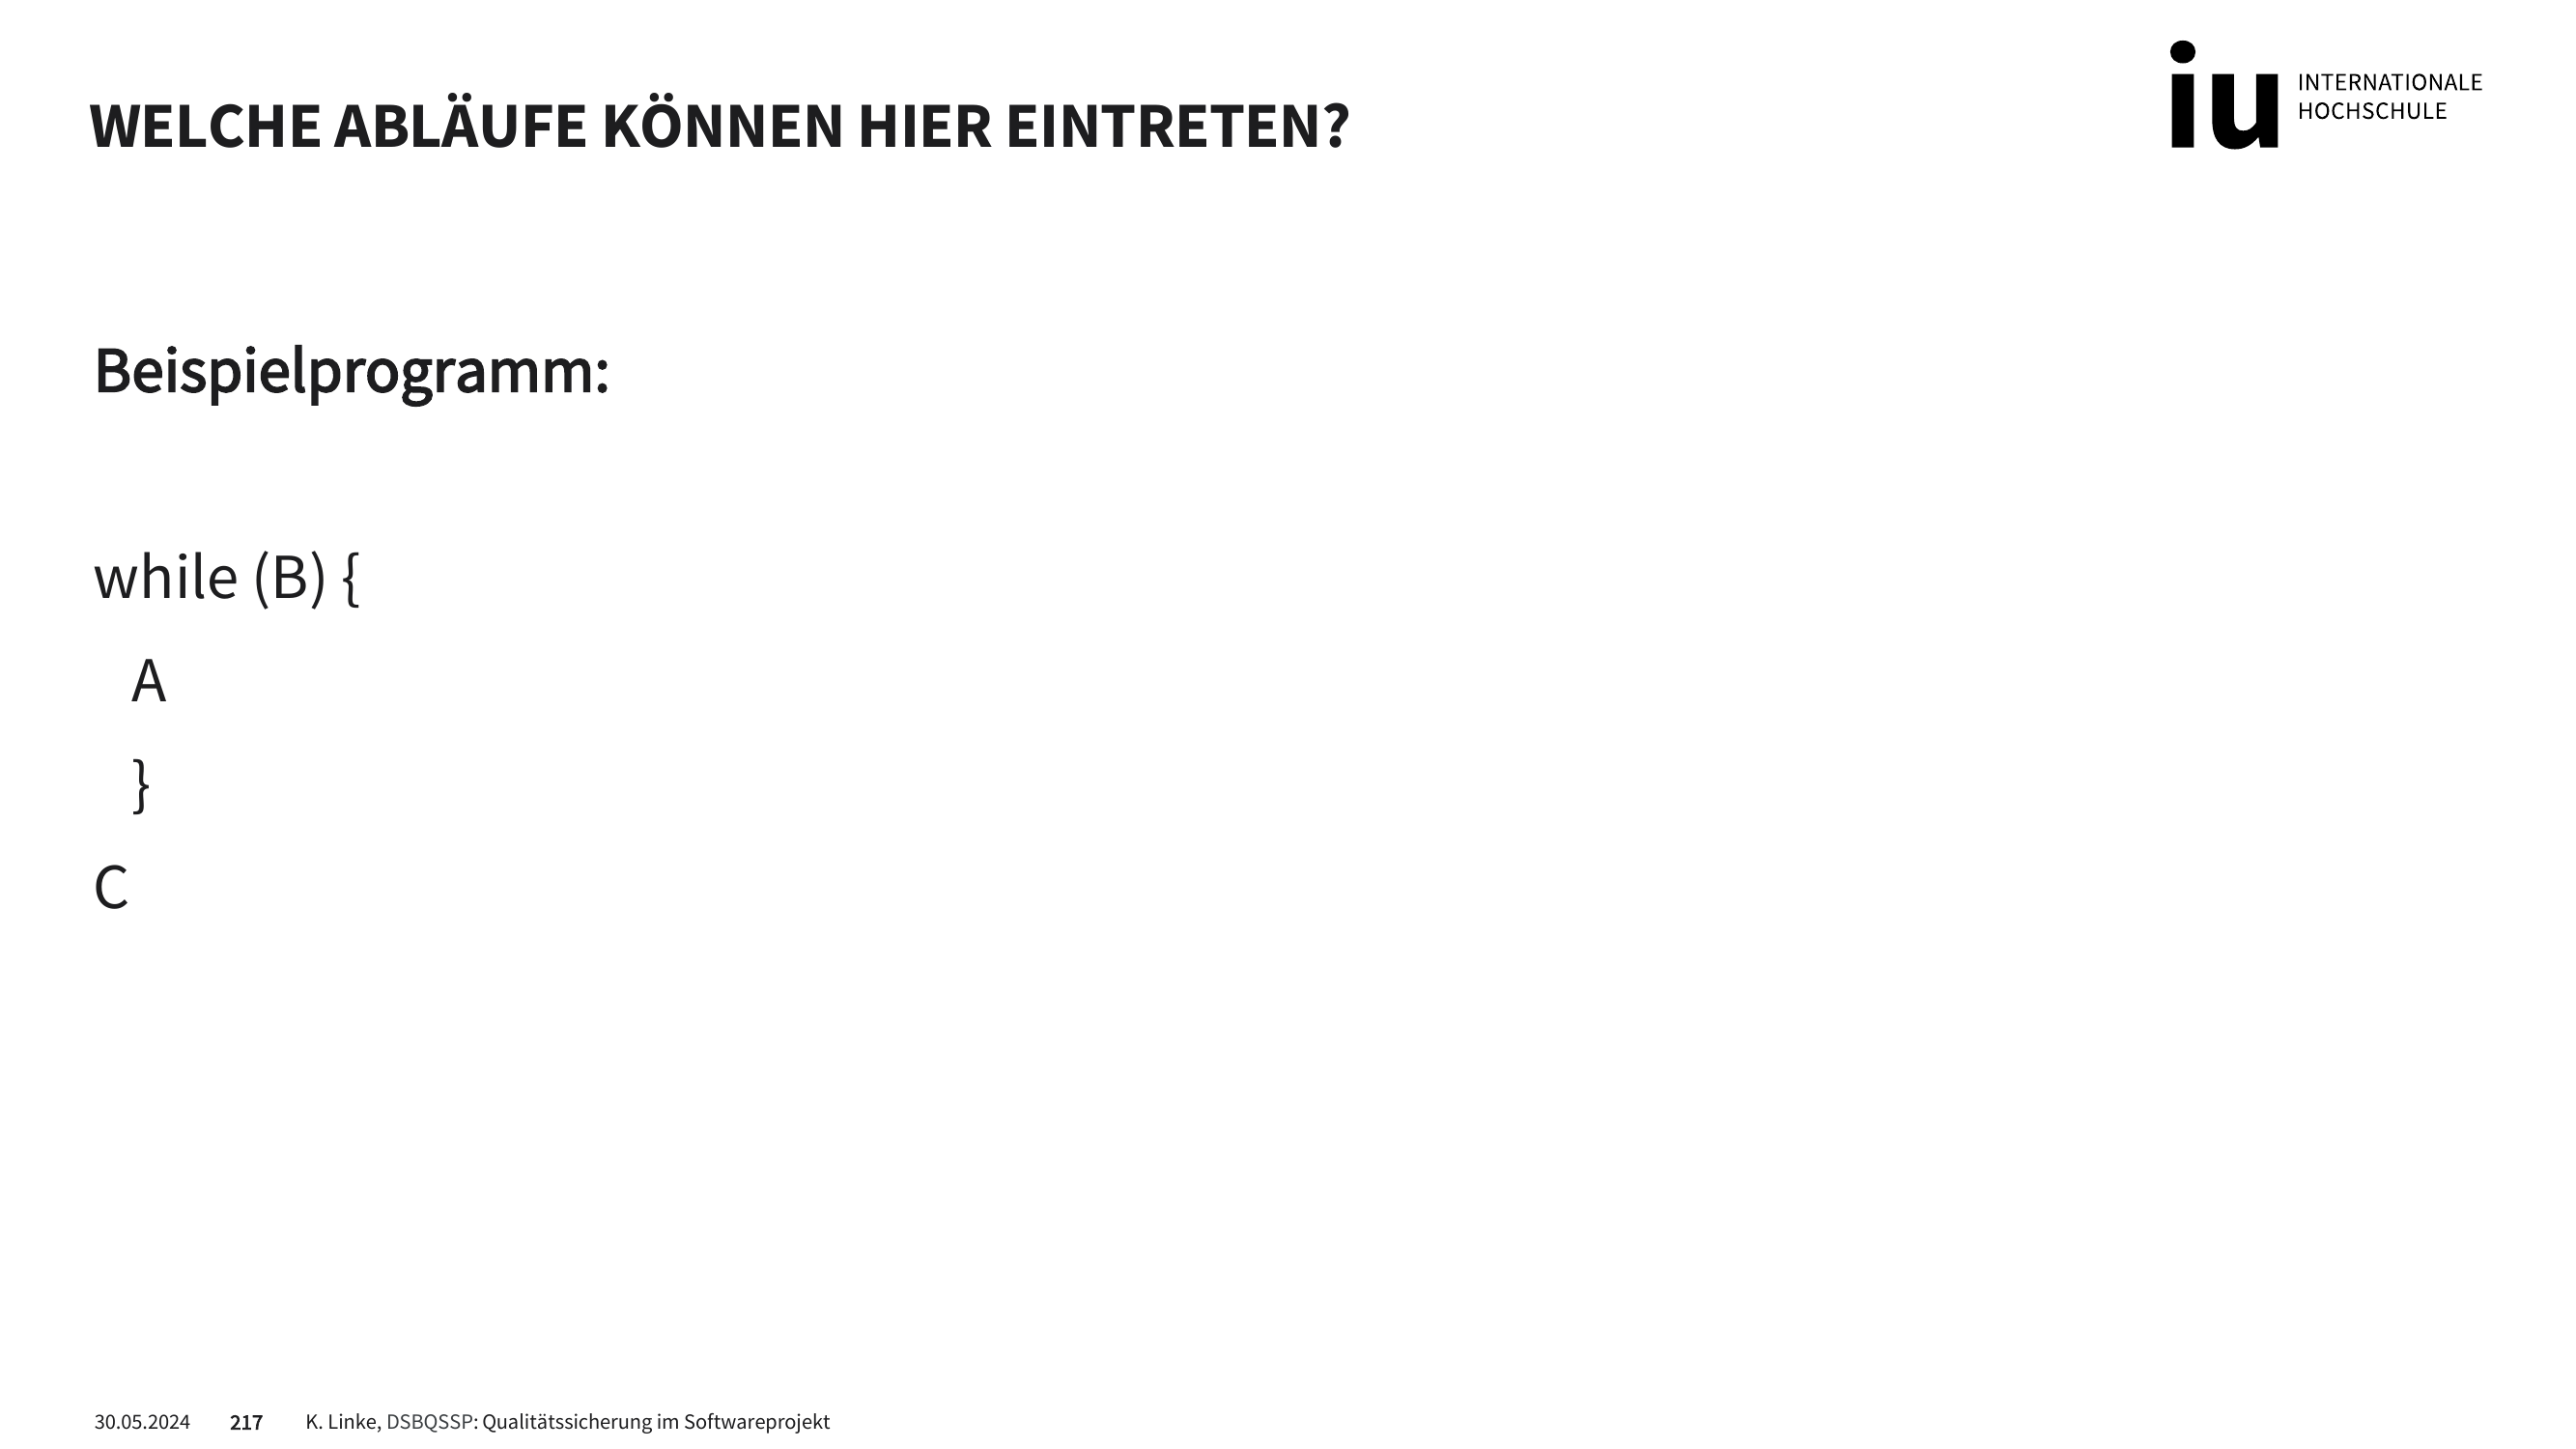 WELCHE ABLÄUFE KÖNNEN HIER EINTRETEN?
iu INTERNATIONALE
HOCHSCHULE
Beispielprogramm:
while (B) {
A
}
C
30.05.2024 217 K. Linke, DSBQSSP: Qualitätssicherung im Softwareprojekt